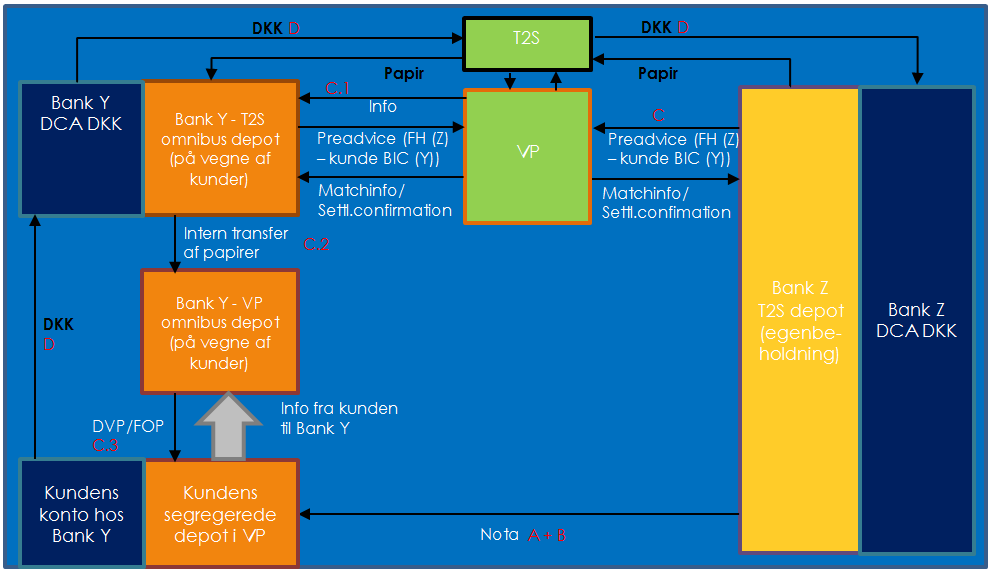 DKK D
T2S
DKK D
Papir
Papir
Bank Y
DCA DKK
Bank Y - T2S
omnibus depot
(på vegne af
kunder)
C.1
Info
Preadvice (FH (Z)
– kunde BIC (Y))
Matchinfo/
Settl.confirmation
VP
C
Preadvice (FH (Z)
– kunde BIC (Y))
Matchinfo/
Settl.confimation
Intern transfer
af papirer
C.2
Bank Y - VP
omnibus depot
(på vegne af
kunder)
Bank Z
T2S depot
(egenbe-
holdning)
Bank Z
DCA DKK
DKK
D
DVP/FOP
C.3
Info fra kunden
til Bank Y
Kundens
konto hos
Bank Y
Kundens
segregerede
depot i VP
Nota A + B